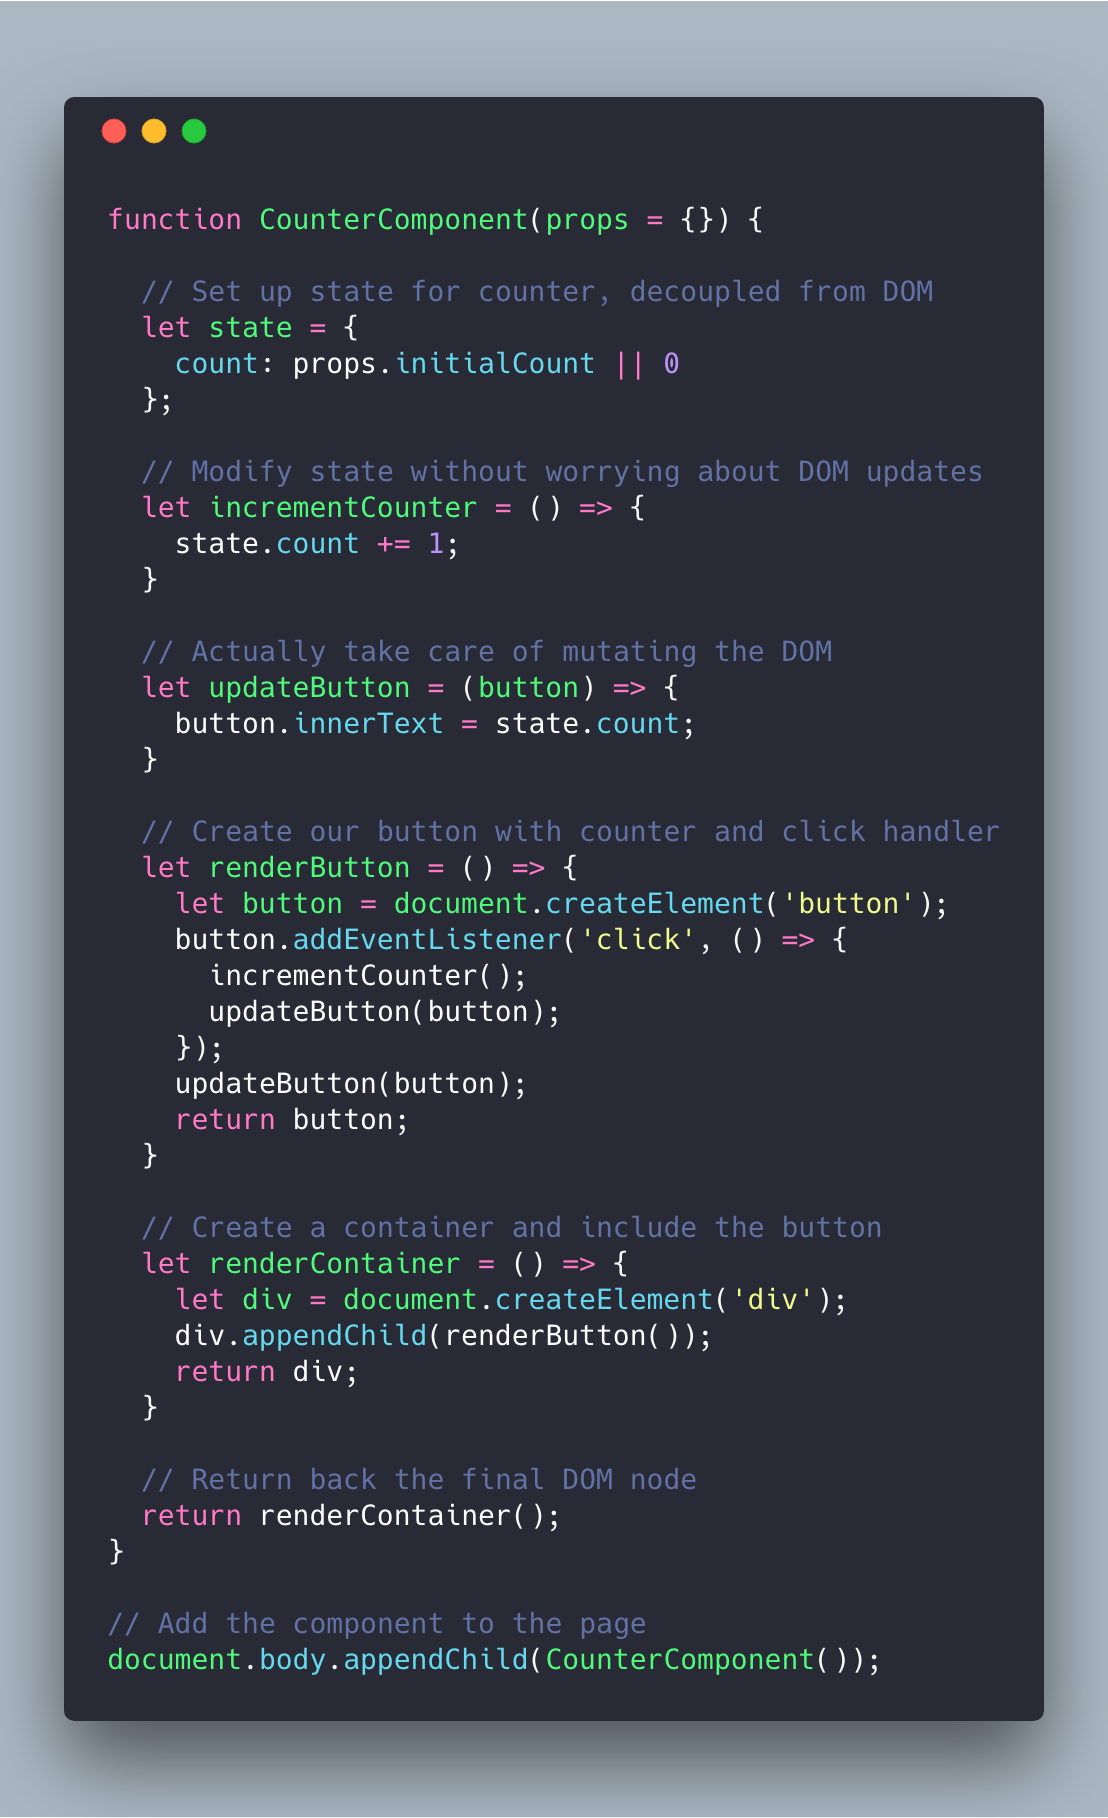 function CounterComponent(props = {}) {

  // Set up state for counter, decoupled from DOM
  let state = {
    count: props.initialCount || 0
  };

  // Modify state without worrying about DOM updates
  let incrementCounter = () => {
    state.count += 1;
  }

  // Actually take care of mutating the DOM
  let updateButton = (button) => {
    button.innerText = state.count;
  }

  // Create our button with counter and click handler
  let renderButton = () => {
    let button = document.createElement('button');
    button.addEventListener('click', () => {
      incrementCounter();
      updateButton(button);
    });
    updateButton(button);
    return button;
  }

  // Create a container and include the button
  let renderContainer = () => {
    let div = document.createElement('div');
    div.appendChild(renderButton());
    return div;
  }

  // Return back the final DOM node
  return renderContainer();
}

// Add the component to the page
document.body.appendChild(CounterComponent());